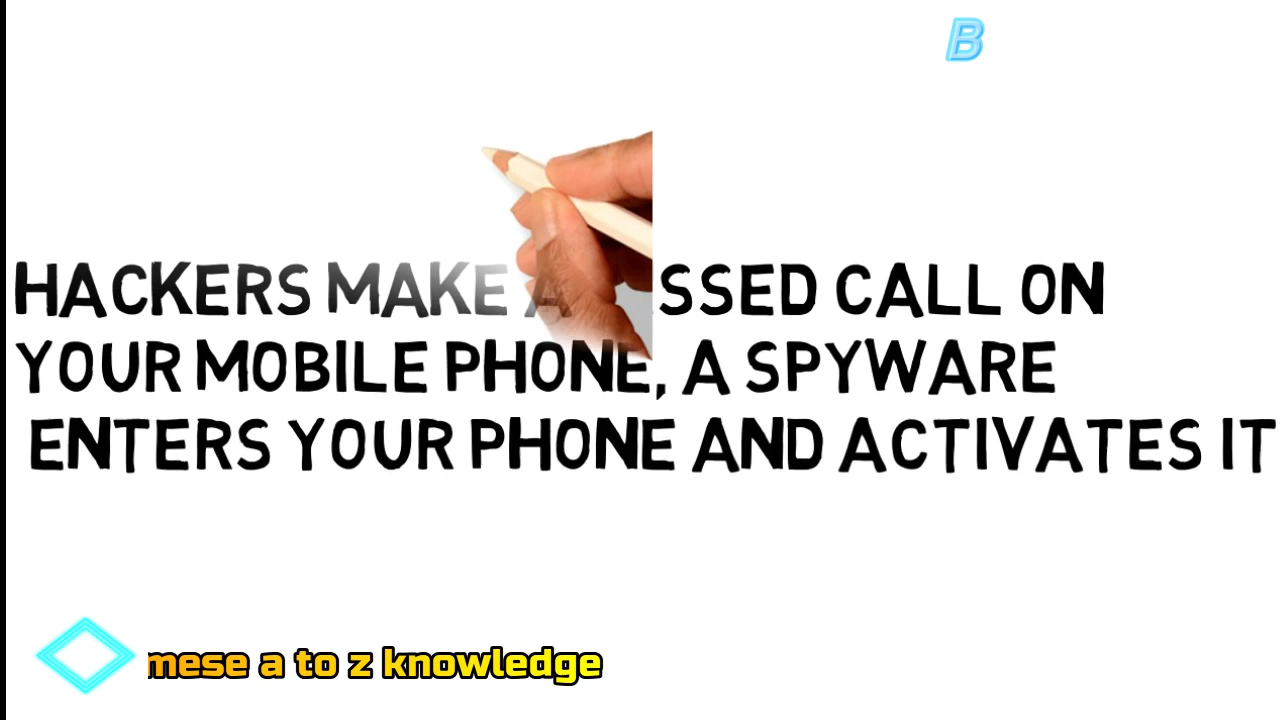 B
HACKERS MAKE A SSED CALL ON
YOUR MOBILE PHONE, A SPYWARE
ENTERS YOUR PHONE AND ACTIVATES IT
mese a to z knowledge